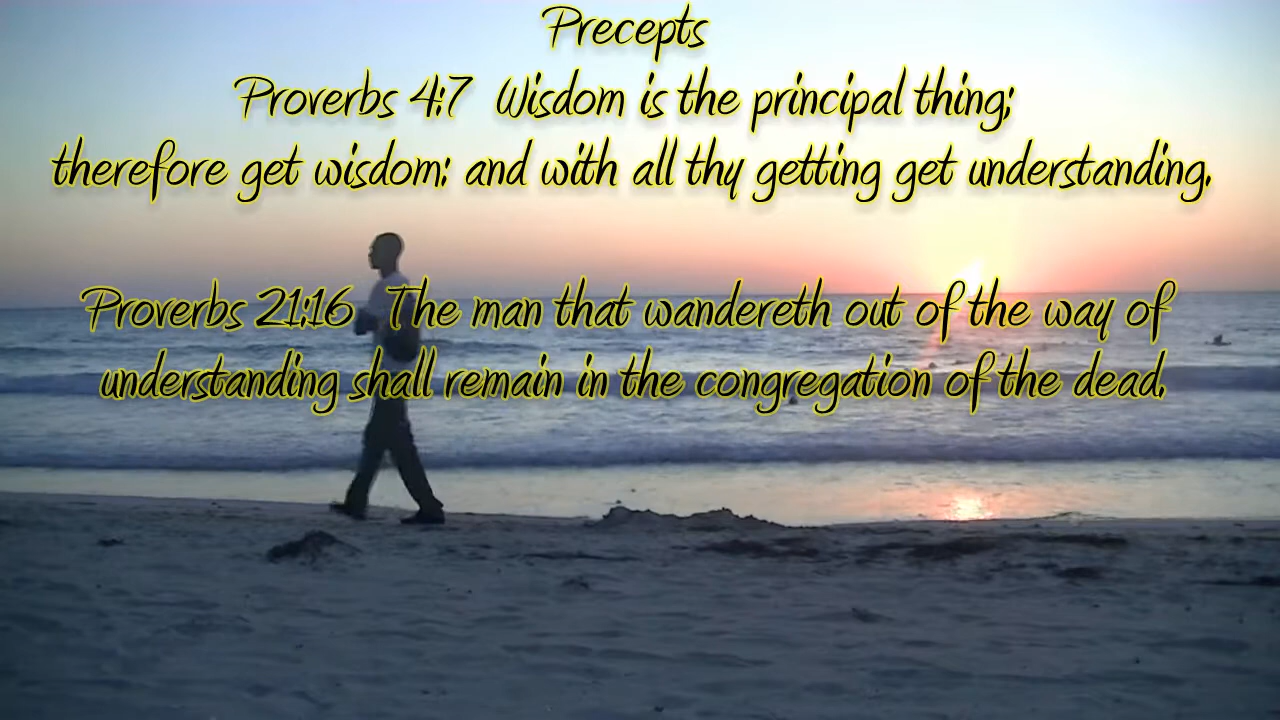 Precepts
Proverbs 4:7 Wisdom is the principal thing;
therefore get wisdom: and with all thy getting get understanding.
Proverbs 21:16 The man that wandereth out of the way of
understanding shall remain in the congregation of the dead.